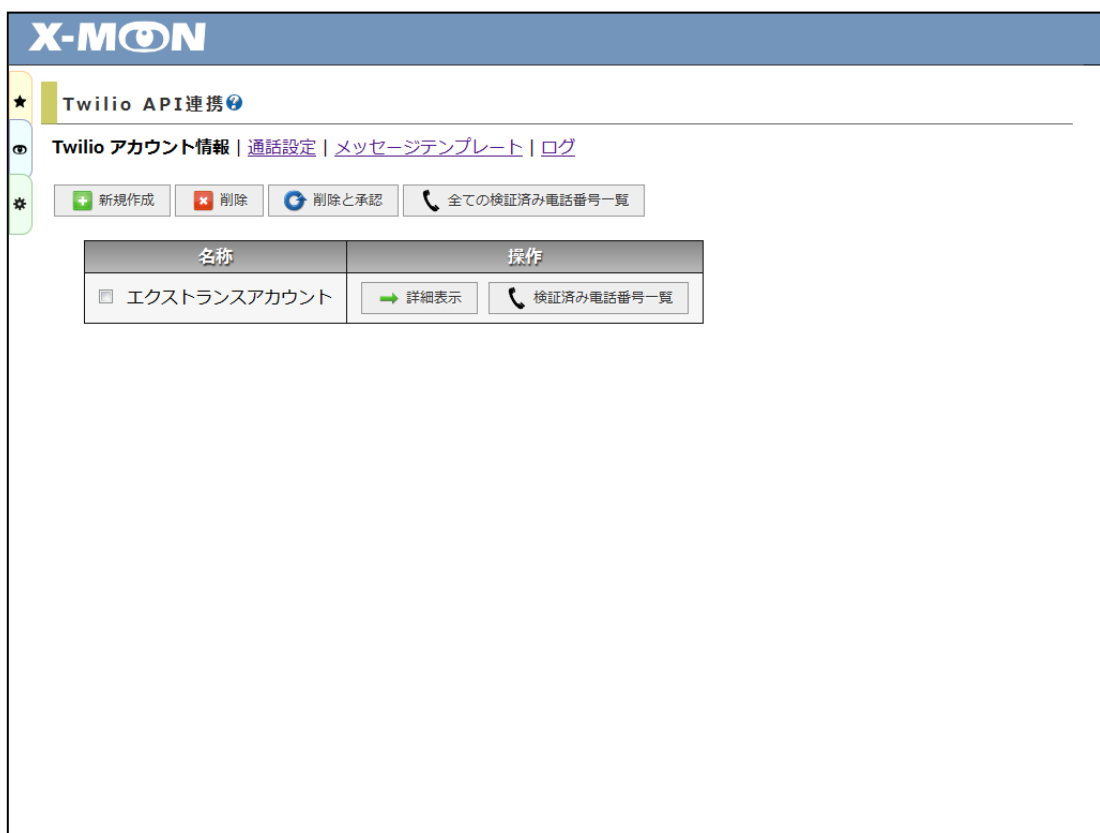 X-MON
Twilio API連携?
Twilio アカウント情報 | 通話設定 | メッセージテンプレート | ログ
新規作成 削除 削除と承認 全ての検証済み電話番号一覧
名称 操作
エクストランスアカウント 詳細表示 検証済み電話番号一覧